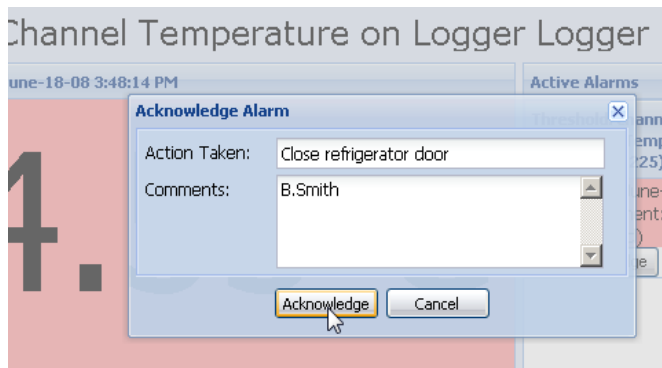 Channel Temperature on Logger Logger
une-18-08 3:48:14 PM
Active Alarms
Acknowledge Alarm
Action Taken: Close refrigerator door
Comments: B.Smith
Acknowledge Cancel
4.